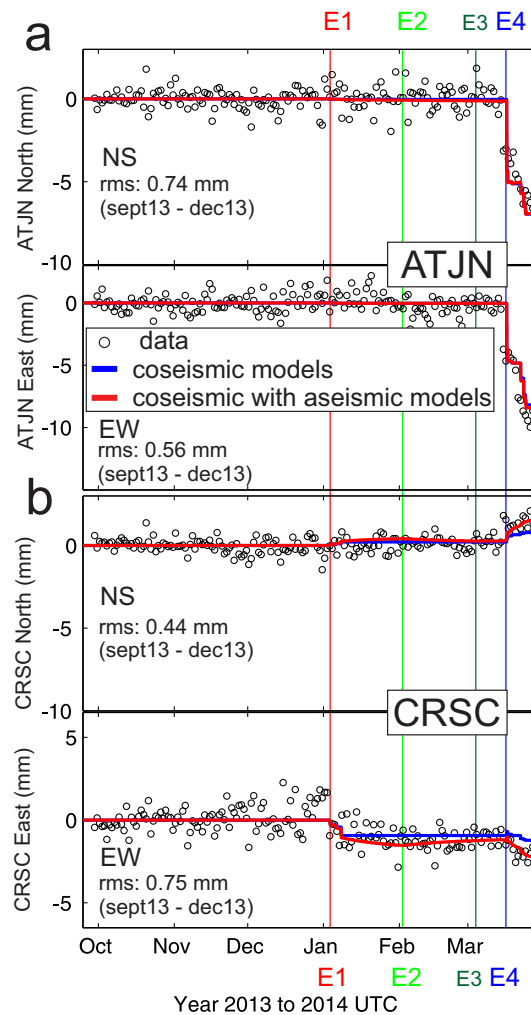 E1 E2 E3 E4
a
0
-5
-10
ATJN North (mm)
NS
rms: 0.74 mm
(sept13 - dec13)
ATJN
0
-5
-10
ATJN East (mm)
data
coseismic models
coseismic with aseismic models
EW
rms: 0.56 mm
(sept13 - dec13)
b
0
-5
-10
CRSC North (mm)
NS
rms: 0.44 mm
(sept13 - dec13)
CRSC
5
0
-5
CRSC East (mm)
EW
rms: 0.75 mm
(sept13 - dec13)
Oct Nov Dec Jan Feb Mar
E1 E2 E3 E4
Year 2013 to 2014 UTC